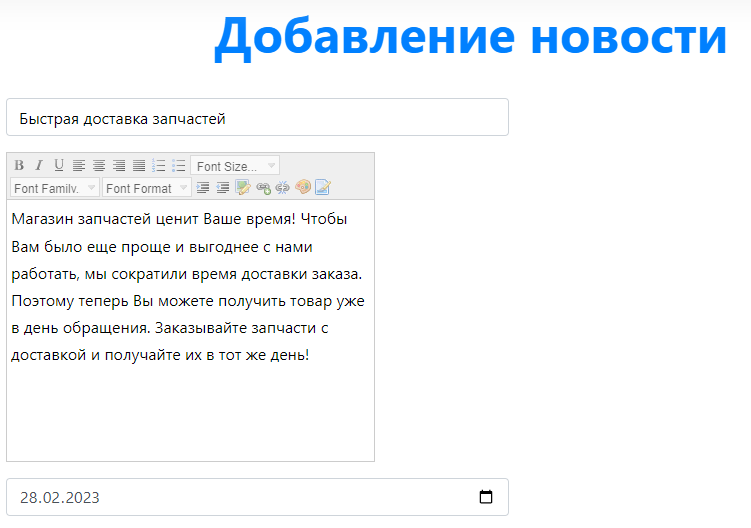 Добавление новости
Быстрая доставка запчастей
B I U Font Size...
Font Family. Font Format
Магазин запчастей ценит Ваше время! Чтобы
Вам было еще проще и выгоднее с нами
работать, мы сократили время доставки заказа.
Поэтому теперь Вы можете получить товар уже
в день обращения. Заказывайте запчасти с
доставкой и получайте их в тот же день!
28.02.2023